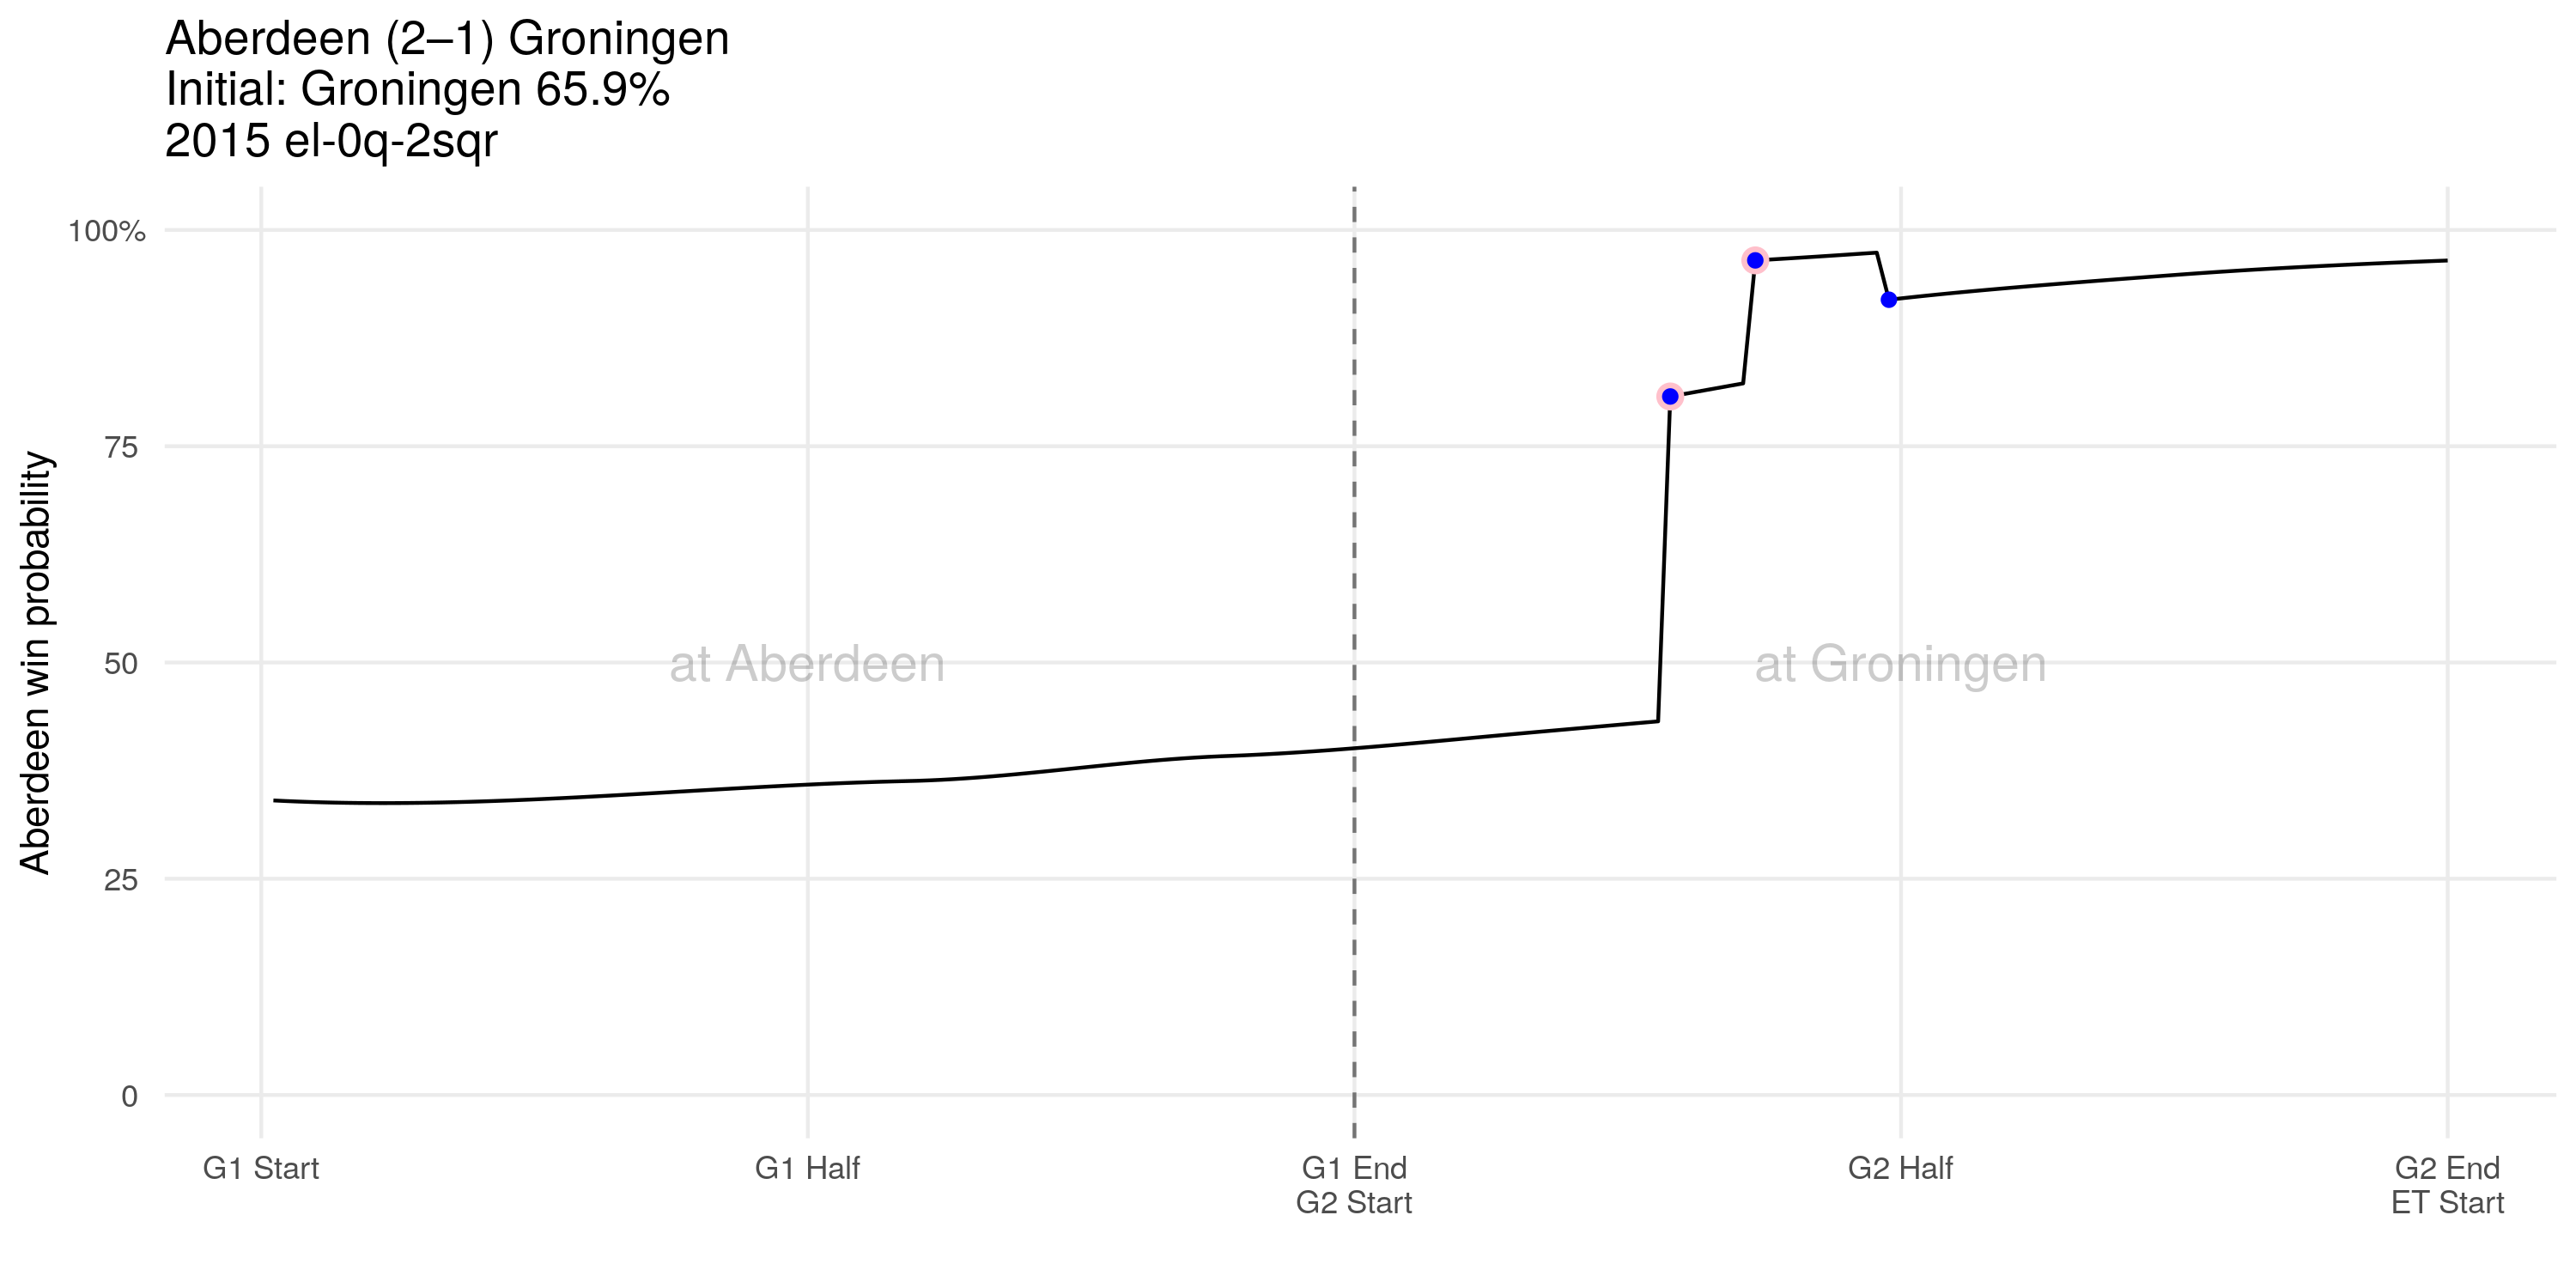 Aberdeen (2–1) Groningen
Initial: Groningen 65.9%
2015 el-0q-2sqr
Aberdeen win probability
100%
75
50
25
0
at Aberdeen
at Groningen
G1 Start
G1 Half
G1 End
G2 Start
G2 Half
G2 End
ET Start